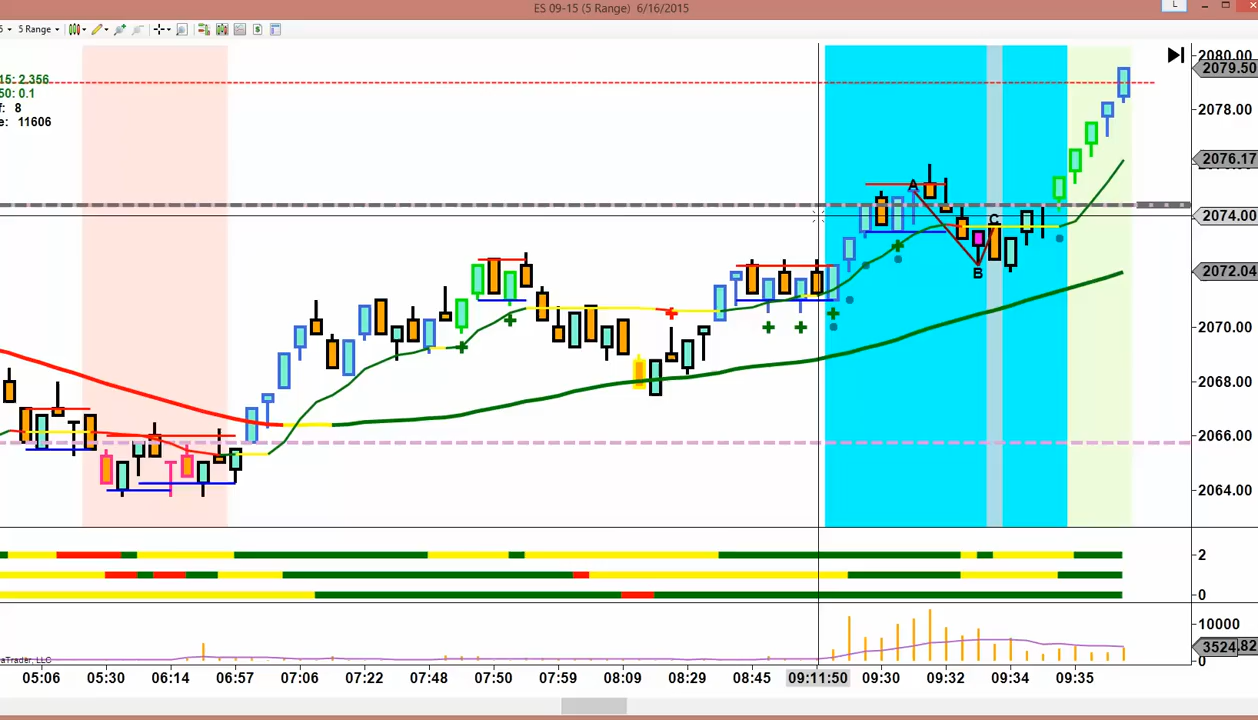 ES 09-15 (5 Range) 6/16/2015
L
5 Range
15: 2.356
50: 0.1
f: 8
e: 11606
2080.00
2079.50
2078.00
2076.17
2074.00
2072.04
2070.00
2068.00
2066.00
2064.00
A
C
B
2
0
10000
3524.82
0
aTrader, LLC
05:06 05:30 06:14 06:57 07:06 07:22 07:48 08:09 08:29 08:45 09:11:50 09:30 09:32 09:34 09:35